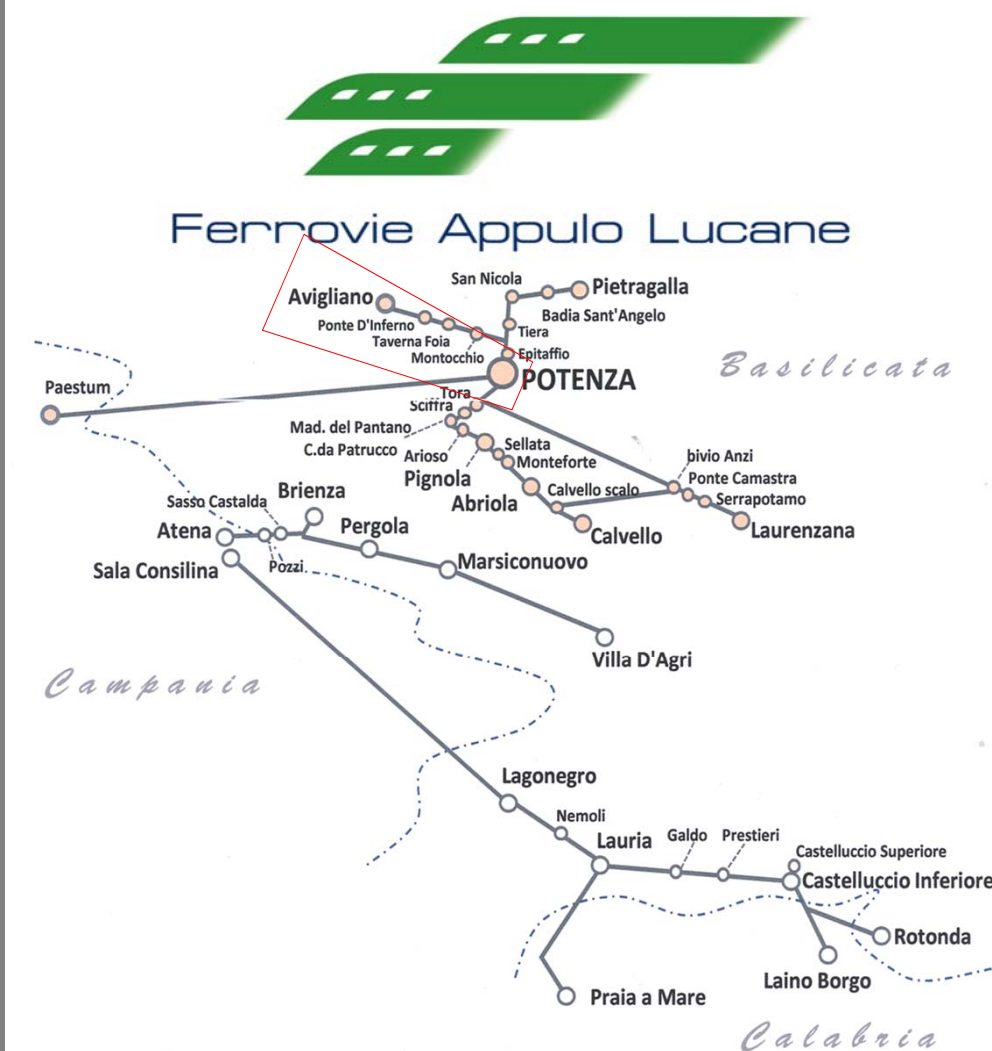 Ferrovie Appulo Lucane
San Nicola
Pietragalla
Avigliano
Badia Sant'Angelo
Ponte D'Inferno
Tiera
Taverna Foia
Montocchio
Epitaffio
Basilicata
POTENZA
Paestum
Tora
Sciffra
Mad. del Pantano
C.da Patrucco
Arioso
Sellata
bivio Anzi
Monteforte
Pignola
Ponte Camastra
Brienza
Calvello scalo
Serrapotamo
Sasso Castalda
Abriola
Pergola
Atena
Laurenzana
Calvello
Marsiconuovo
Pozzi
Sala Consilina
Villa D'Agri
Campania
Lagonegro
Nemoli
Lauria
Galdo
Prestieri
Castelluccio Superiore
Castelluccio Inferiore
Rotonda
Laino Borgo
Praia a Mare
Calabria